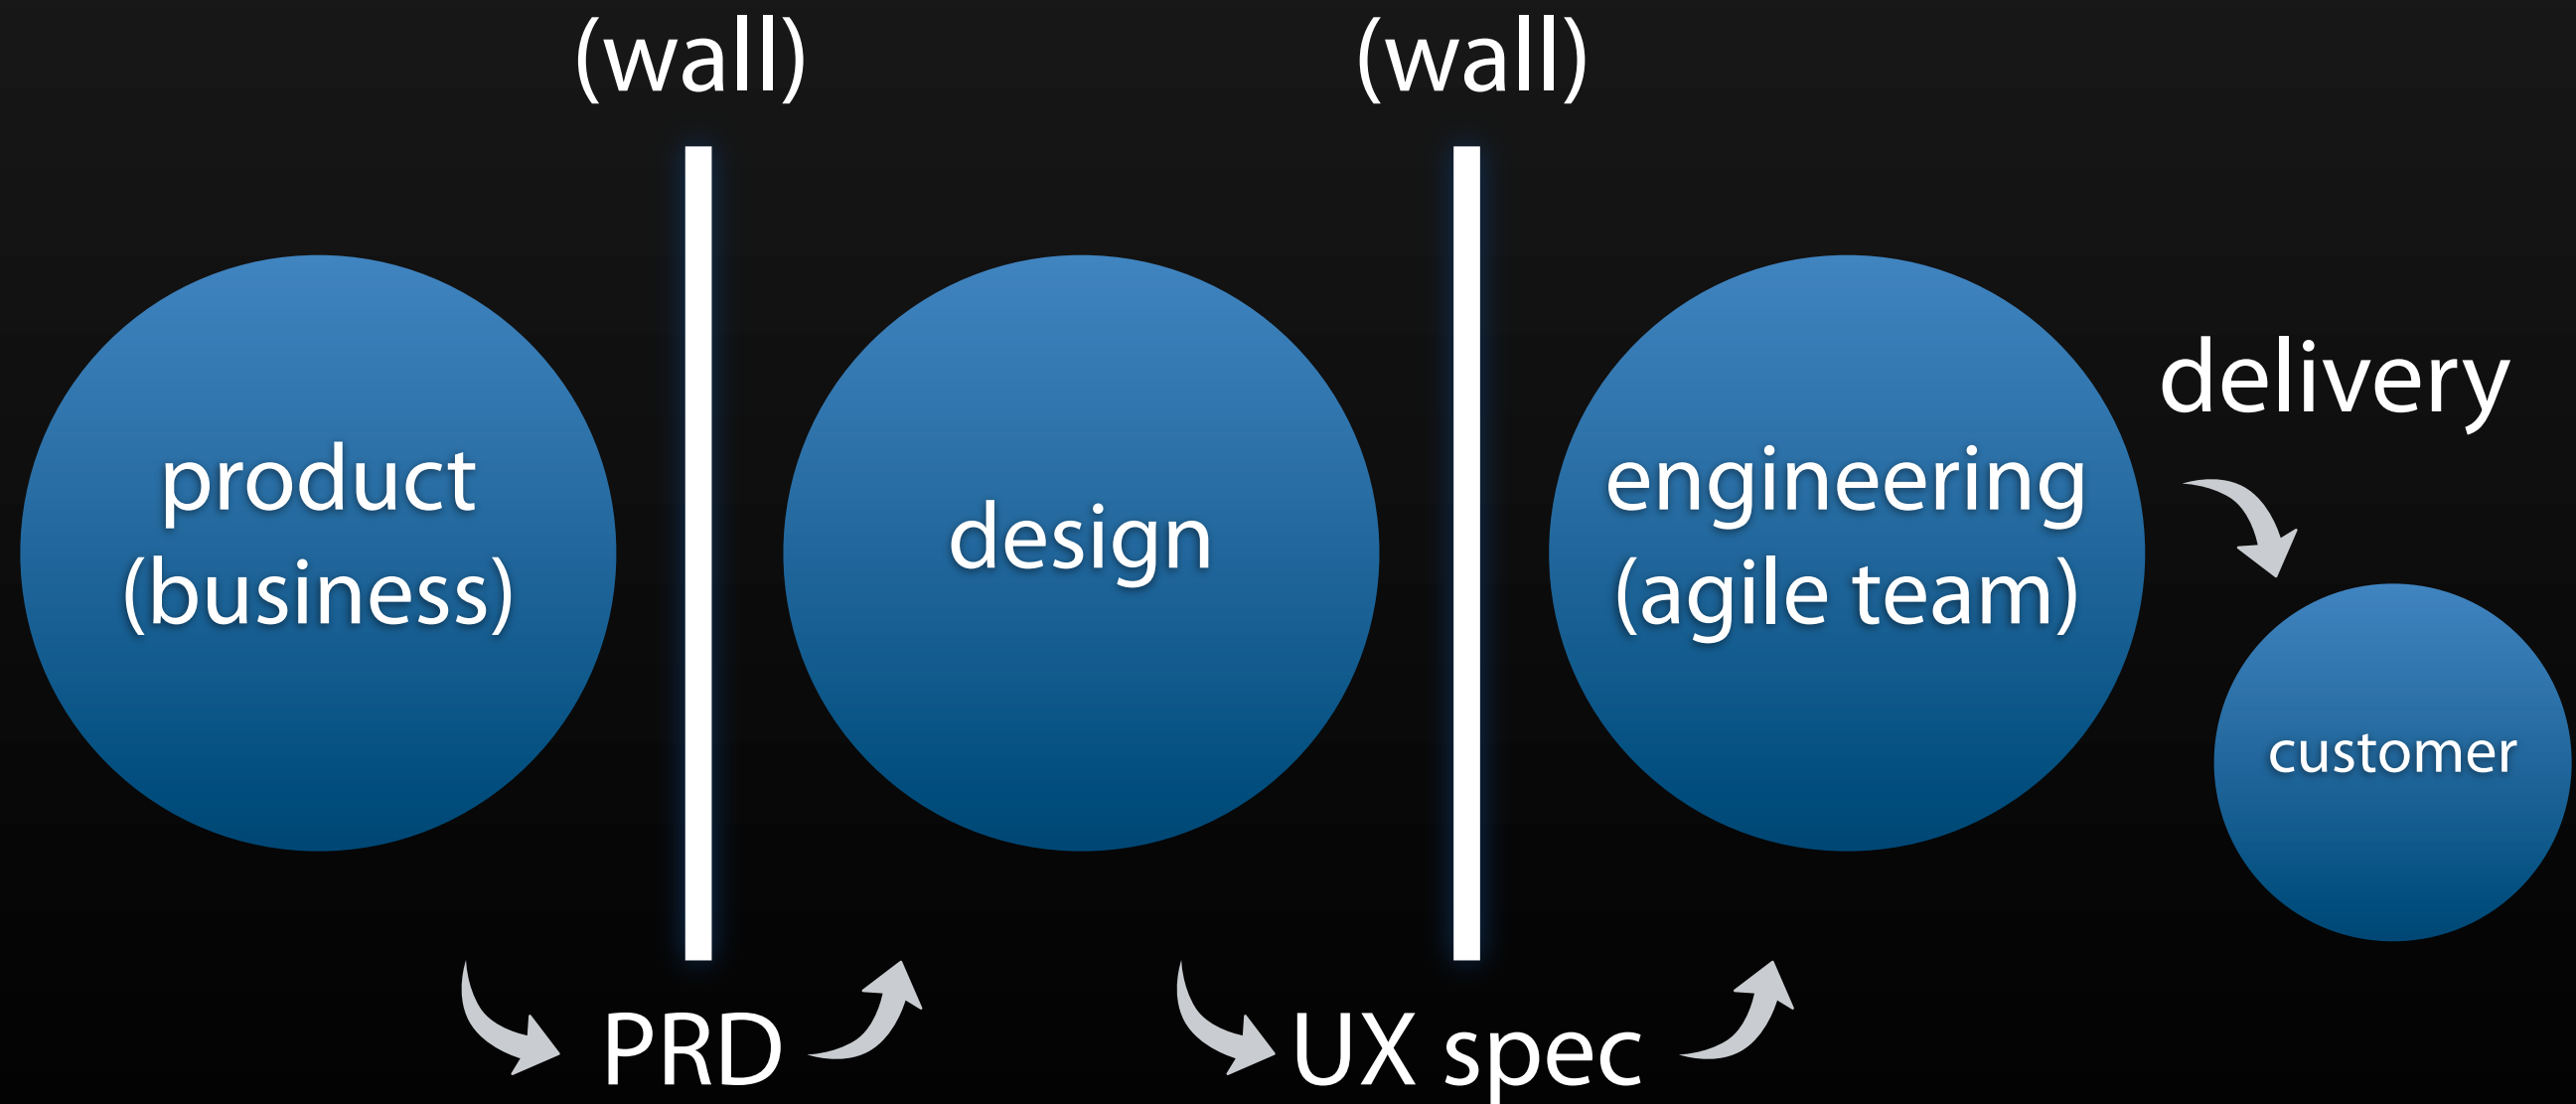 (wall)
(wall)
product
(business)
design
engineering
(agile team)
delivery
customer
PRD
UX spec